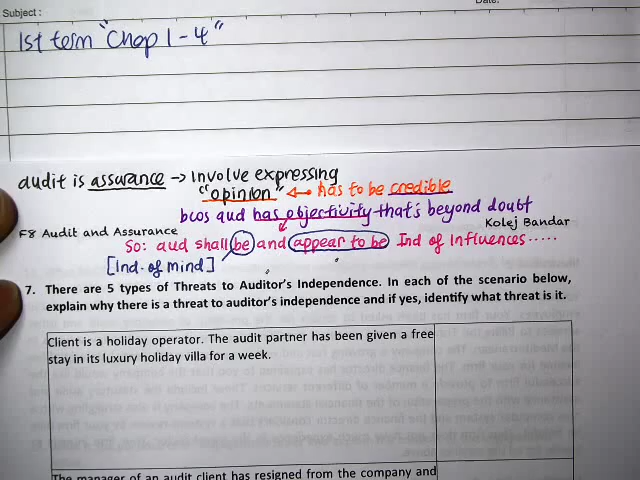 Subject :
Date:
1st term "Chap 1 - 4"
audit is assurance → Involve expressing
"opinion" ← has to be credible
bcos aud has objectivity that's beyond doubt
F8 Audit and Assurance
Kolej Bandar
So: aud shall be and appear to be Ind of Influences .....
[Ind. of mind]
7. There are 5 types of Threats to Auditor's Independence. In each of the scenario below,
explain why there is a threat to auditor's independence and if yes, identify what threat is it.
Client is a holiday operator. The audit partner has been given a free
stay in its luxury holiday villa for a week.
The manager of an audit client has resigned from the company and